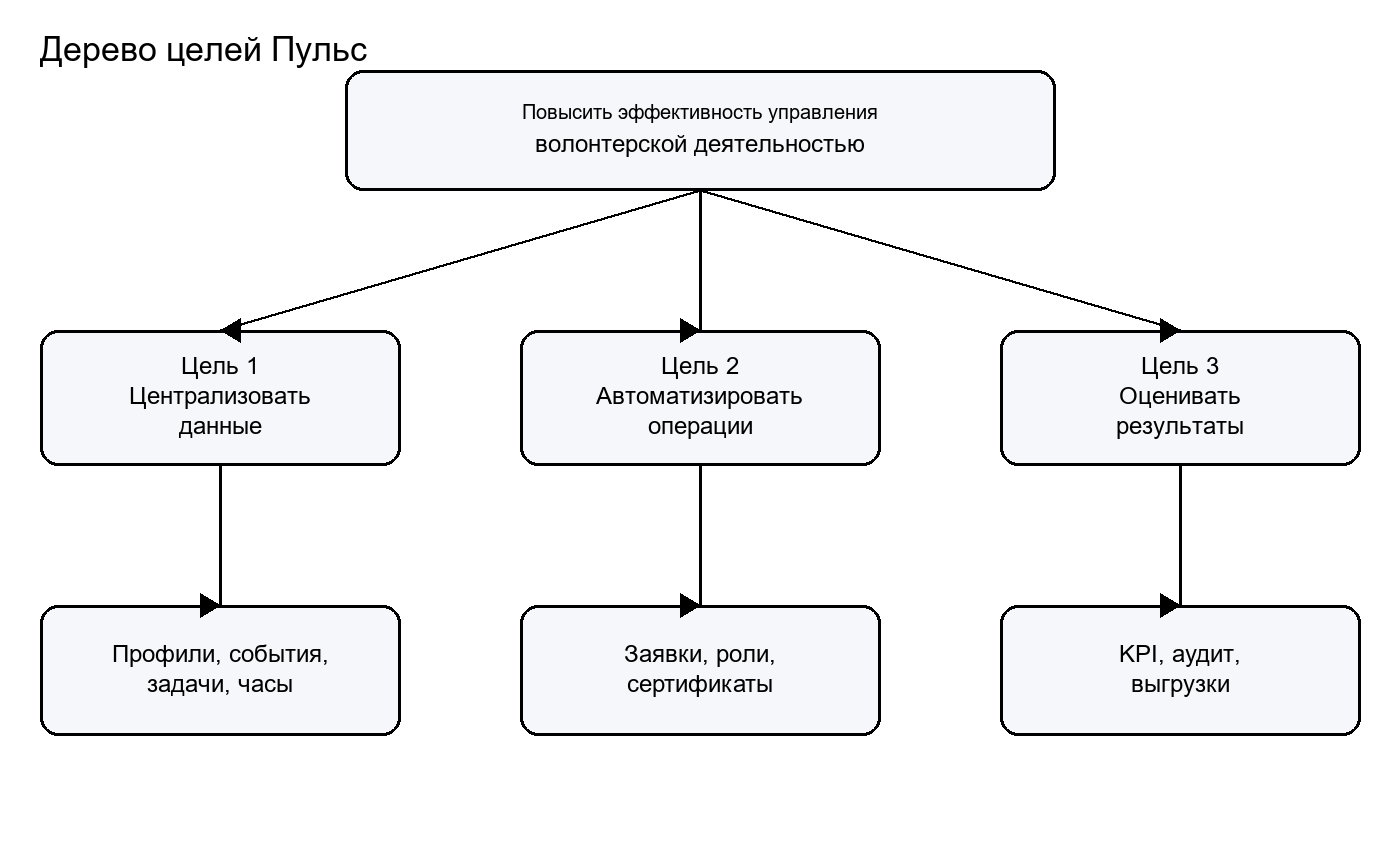 Дерево целей Пульс
Повысить эффективность управления
волонтерской деятельностью
Цель 1
Централизовать
данные
Цель 2
Автоматизировать
операции
Цель 3
Оценивать
результаты
Профили, события,
задачи, часы
Заявки, роли,
сертификаты
KPI, аудит,
выгрузки